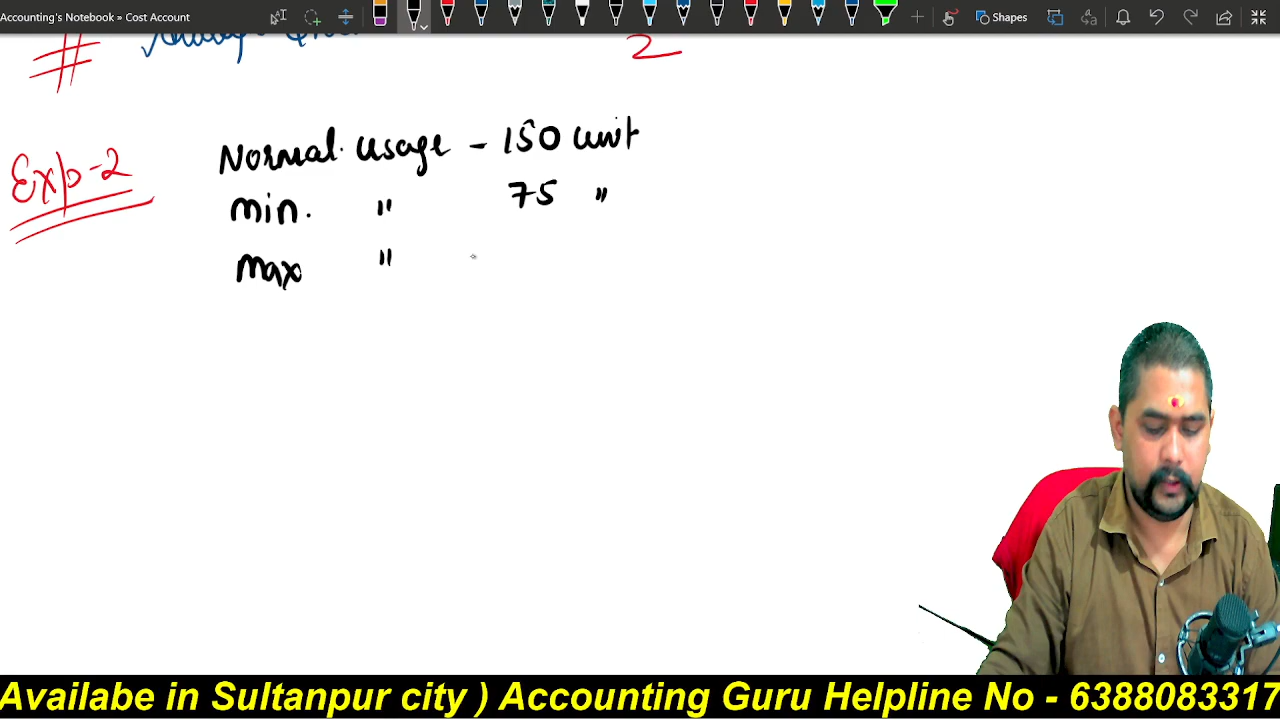 Accounting's Notebook » Cost Account
Shapes
# 2
Exp-2
Normal usage - 150 unit
min. " 75 "
max "
Availabe in Sultanpur city ) Accounting Guru Helpline No - 6388083317